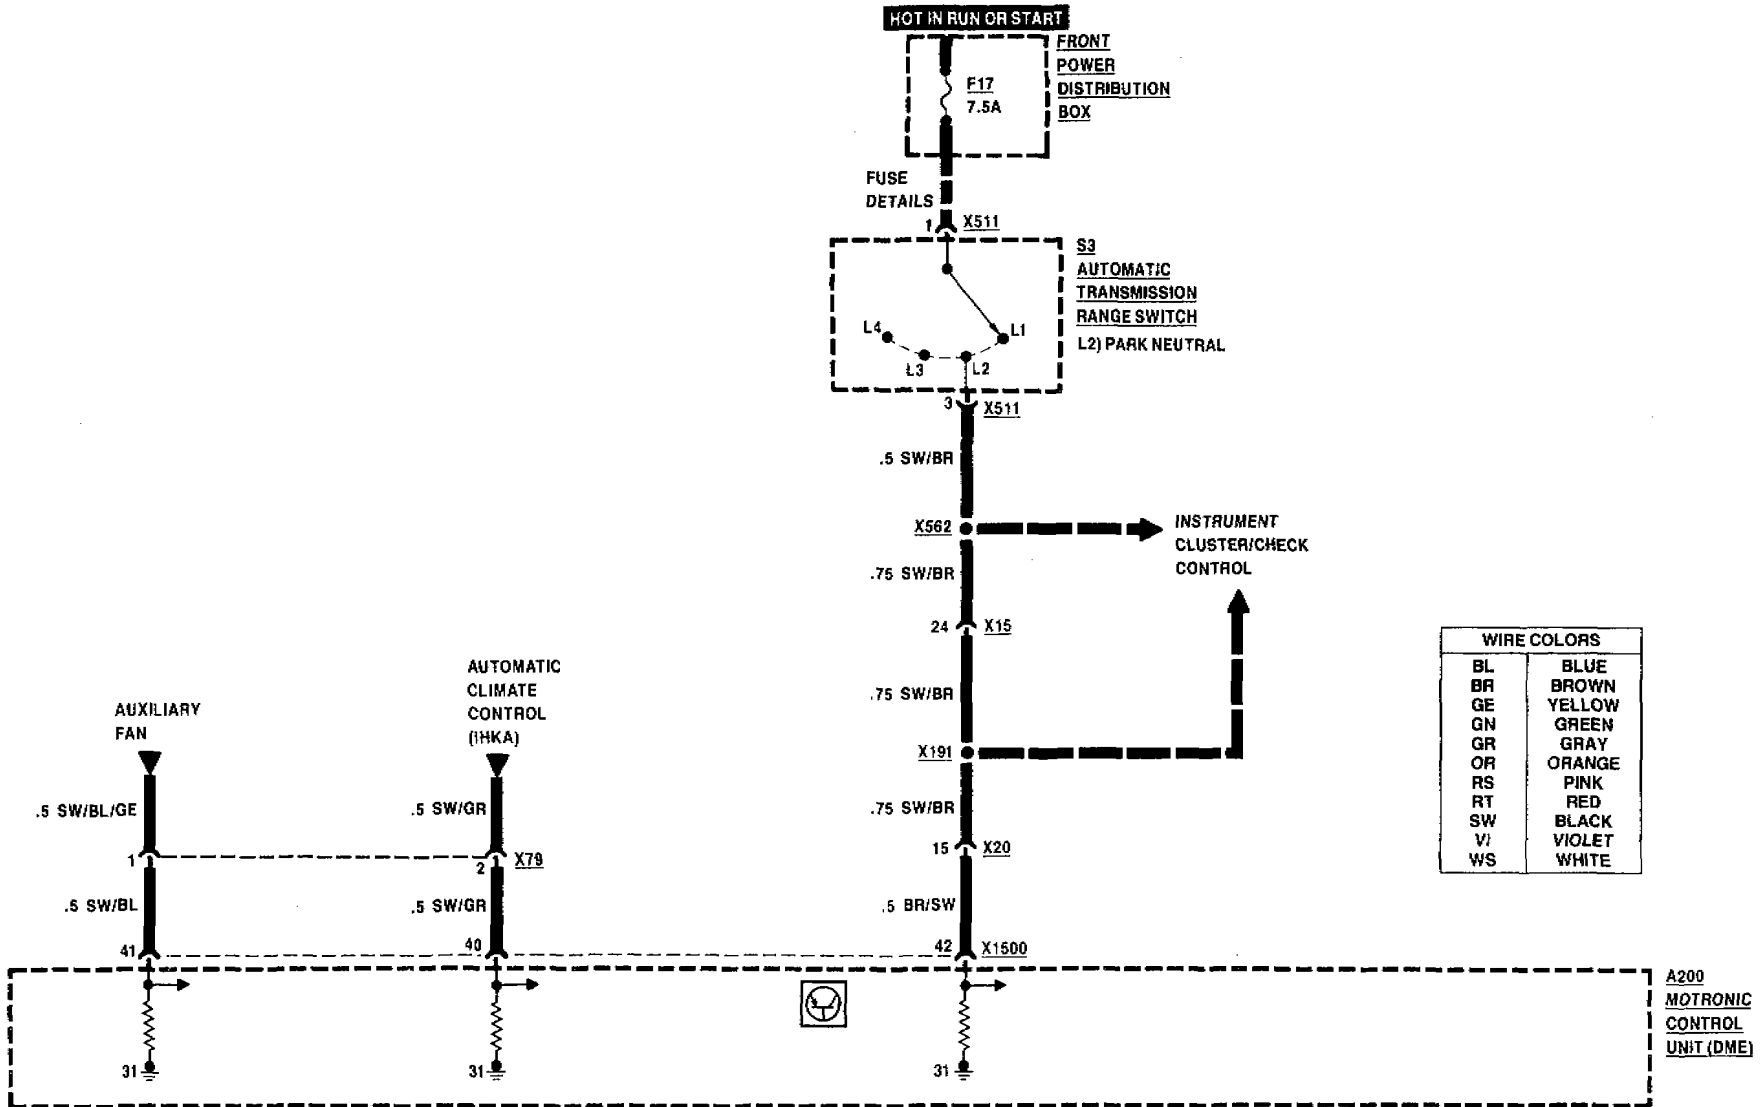 HOT IN RUN OR START
FRONT
POWER
DISTRIBUTION
BOX
F17
7.5A
FUSE
DETAILS
1 X511
S3
AUTOMATIC
TRANSMISSION
RANGE SWITCH
L2) PARK NEUTRAL
L4
L1
L3
L2
3 X511
.5 SW/BR
X562
INSTRUMENT
CLUSTER/CHECK
CONTROL
.75 SW/BR
24 X15
.75 SW/BR
X191
.75 SW/BR
15 X20
.5 BR/SW
42 X1500
AUXILIARY
FAN
.5 SW/BL/GE
1
.5 SW/BL
41
AUTOMATIC
CLIMATE
CONTROL
(IHKA)
.5 SW/GR
2 X79
.5 SW/GR
40
WIRE COLORS
BL BLUE
BR BROWN
GE YELLOW
GN GREEN
GR GRAY
OR ORANGE
RS PINK
RT RED
SW BLACK
VI VIOLET
WS WHITE
A200
MOTRONIC
CONTROL
UNIT (DME)
31
31
31